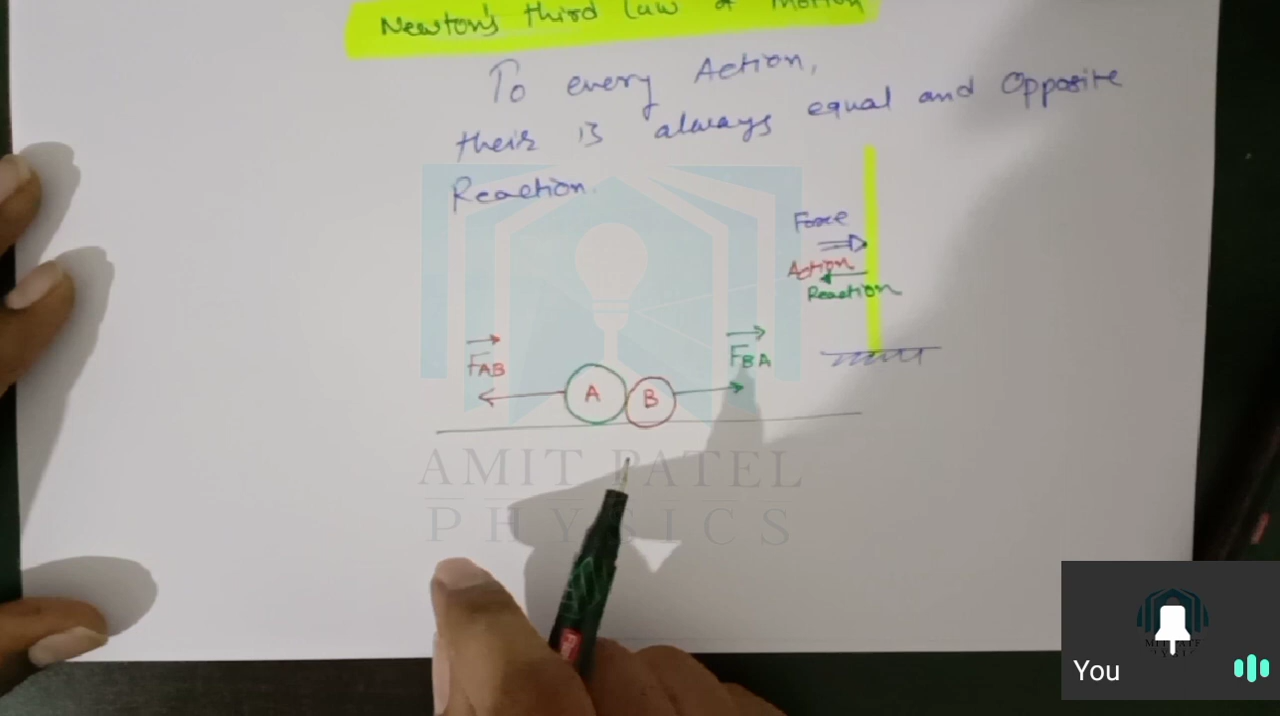 Newton's third law of Motion
To every Action,
their is always equal and Opposite
Reaction.
Force
Action
Reaction
FAB
FBA
A
B
AMIT PATEL
PHYSICS
You